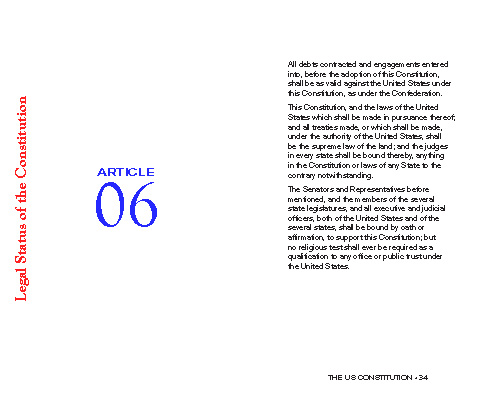 Legal Status of the Constitution
ARTICLE
06
All debts contracted and engagements entered
into, before the adoption of this Constitution,
shall be as valid against the United States under
this Constitution, as under the Confederation.
This Constitution, and the laws of the United
States which shall be made in pursuance thereof;
and all treaties made, or which shall be made,
under the authority of the United States, shall
be the supreme law of the land; and the judges
in every state shall be bound thereby, anything
in the Constitution or laws of any State to the
contrary notwithstanding.
The Senators and Representatives before
mentioned, and the members of the several
state legislatures, and all executive and judicial
officers, both of the United States and of the
several states, shall be bound by oath or
affirmation, to support this Constitution; but
no religious test shall ever be required as a
qualification to any office or public trust under
the United States.
THE US CONSTITUTION • 34